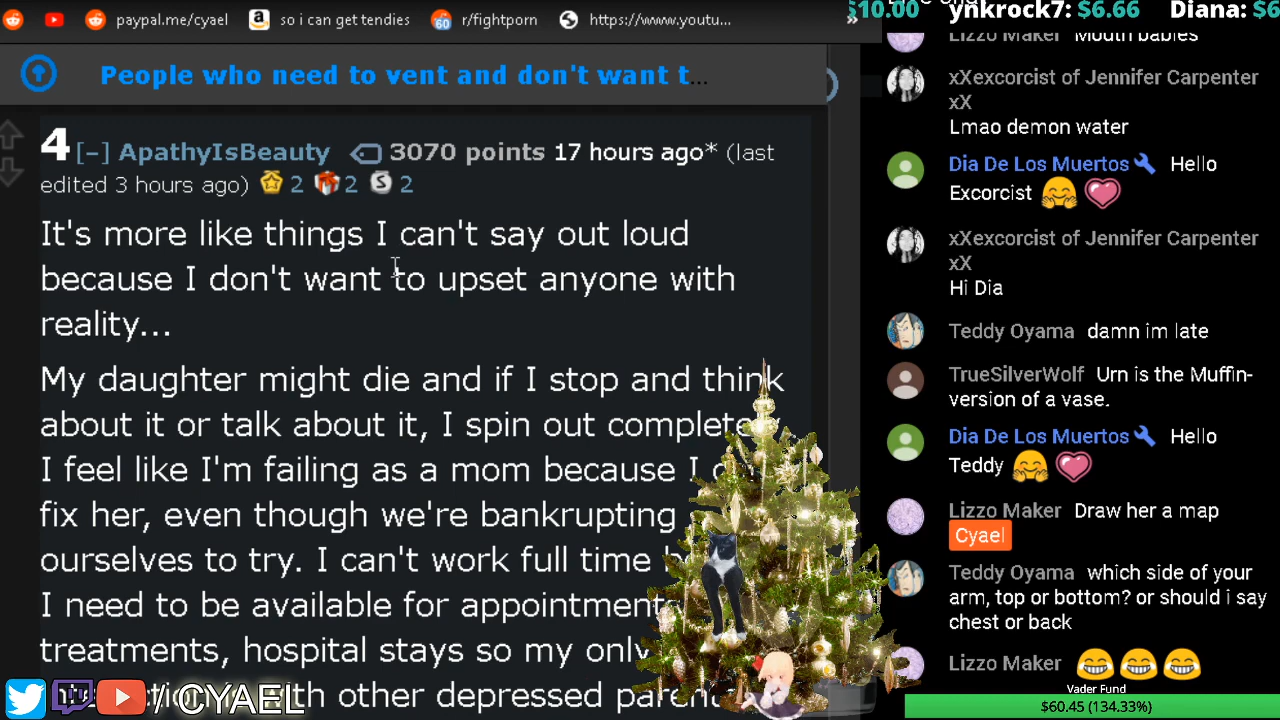 paypal.me/cyael so i can get tendies 60 r/fightporn https://www.youtu... »
People who need to vent and don't want t...
4 [–] ApathyIsBeauty 3070 points 17 hours ago* (last
edited 3 hours ago) 2 2 S 2
It's more like things I can't say out loud
because I don't want to upset anyone with
reality...
My daughter might die and if I stop and think
about it or talk about it, I spin out
I feel like I'm failing as a mom because I
fix her, even though we're bankrupting
ourselves to try. I can't work full time
I need to be available for
treatments, hospital stays so my only
with other depressed
/ CYAEL
$10.00 ynkrock7: $6.66 Diana: $6
Lizzo Maker Mouth babies
xXexcorcist of Jennifer Carpenter
xX
Lmao demon water
Dia De Los Muertos Hello
Excorcist
xXexcorcist of Jennifer Carpenter
xX
Hi Dia
Teddy Oyama damn im late
TrueSilverWolf Urn is the Muffin-
version of a vase.
Dia De Los Muertos Hello
Teddy
Lizzo Maker Draw her a map
Cyael
Teddy Oyama which side of your
arm, top or bottom? or should i say
chest or back
Lizzo Maker
Vader Fund
$60.45 (134.33%)